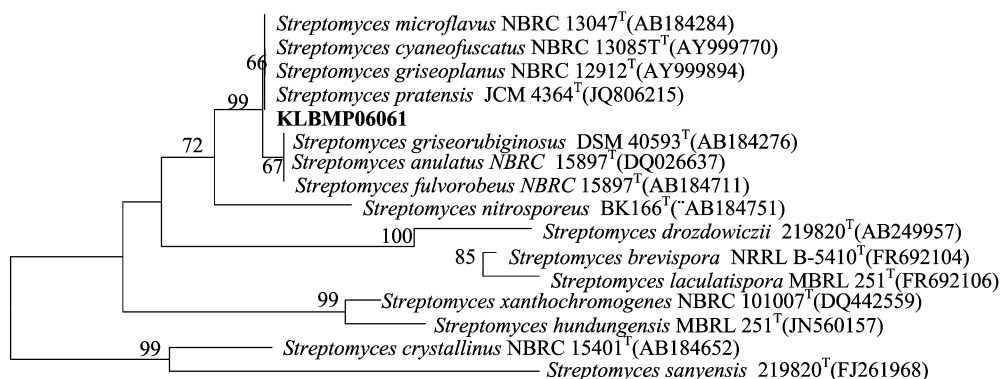 Streptomyces microflavus NBRC 13047T(AB184284)
Streptomyces cyaneofuscatus NBRC 13085TT(AY999770)
66
Streptomyces griseoplanus NBRC 12912T(AY999894)
Streptomyces pratensis JCM 4364T(JQ806215)
99
KLBMP06061
Streptomyces griseorubiginosus DSM 40593T(AB184276)
72
Streptomyces anulatus NBRC 15897T(DQ026637)
67
Streptomyces fulvorobeus NBRC 15897T(AB184711)
Streptomyces nitrosporeus BK166T(¨AB184751)
100
Streptomyces drozdowiczii 219820T(AB249957)
85
Streptomyces brevispora NRRL B-5410T(FR692104)
Streptomyces laculatispora MBRL 251T(FR692106)
99
Streptomyces xanthochromogenes NBRC 101007T(DQ442559)
Streptomyces hundungensis MBRL 251T(JN560157)
99
Streptomyces crystallinus NBRC 15401T(AB184652)
Streptomyces sanyensis 219820T(FJ261968)